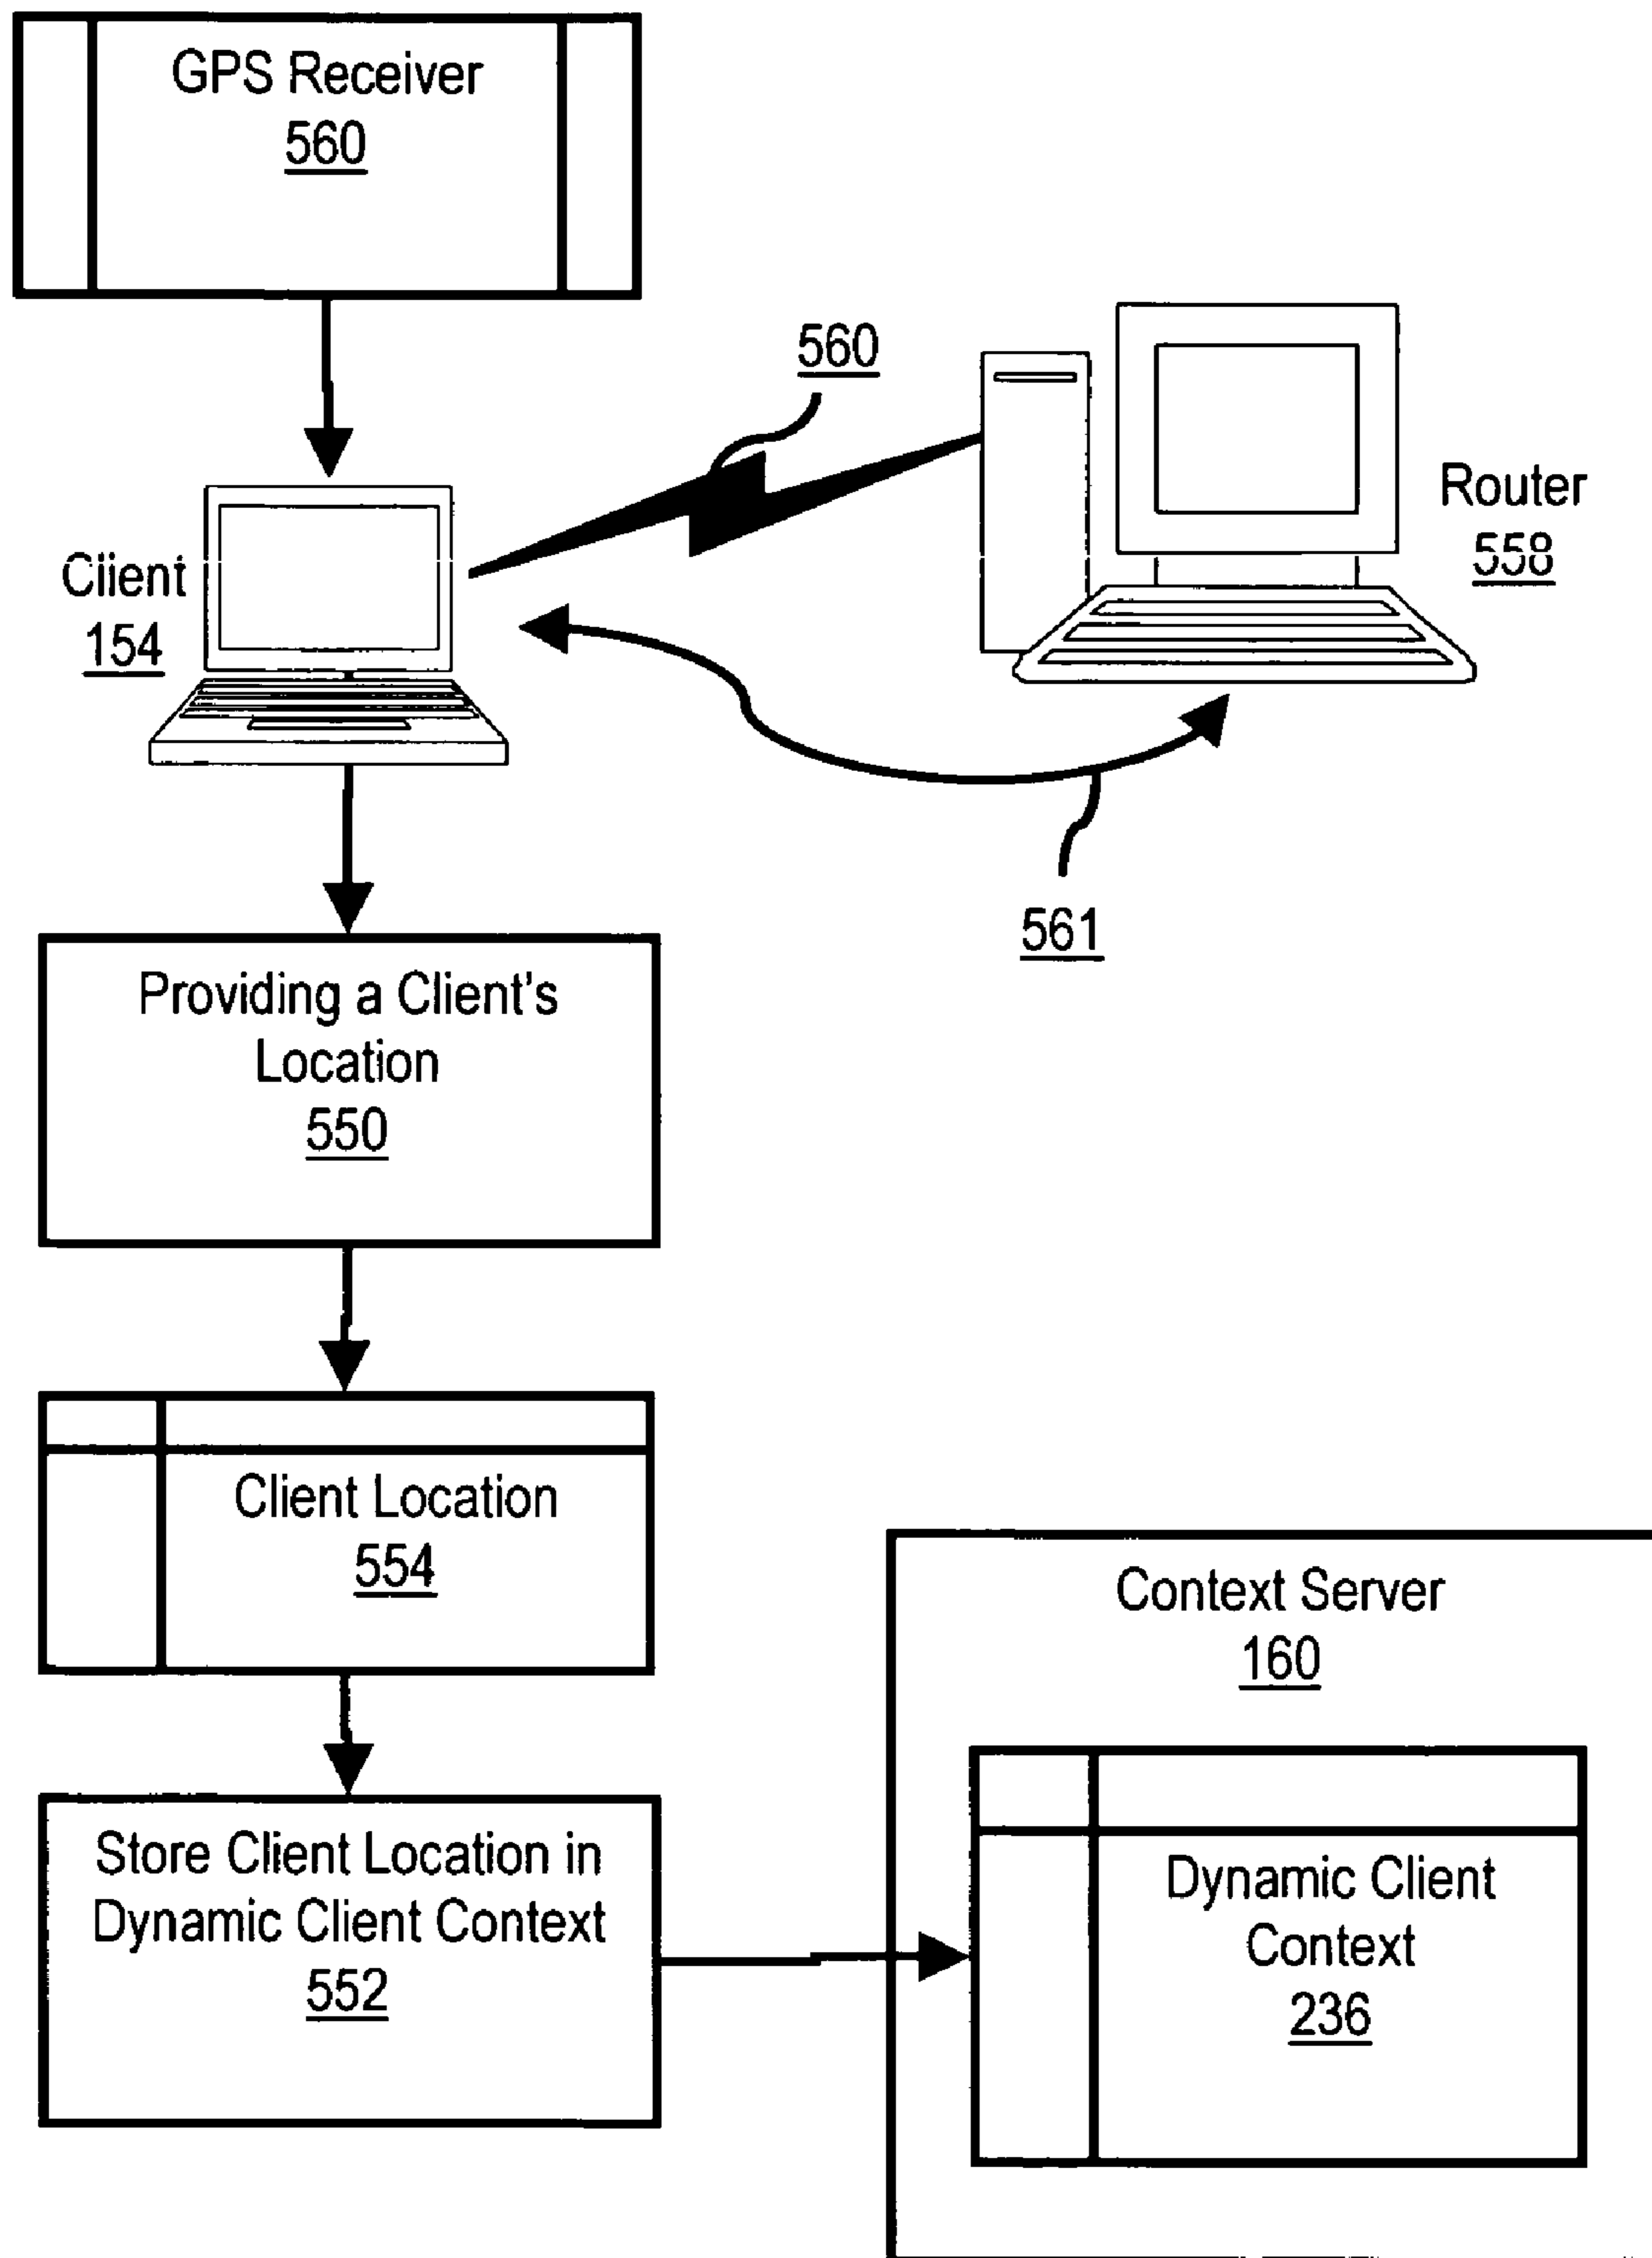 GPS Receiver
560
560
Router
558
Client
154
561
Providing a Client's
Location
550
Client Location
554
Context Server
160
Store Client Location in
Dynamic Client Context
552
Dynamic Client
Context
236